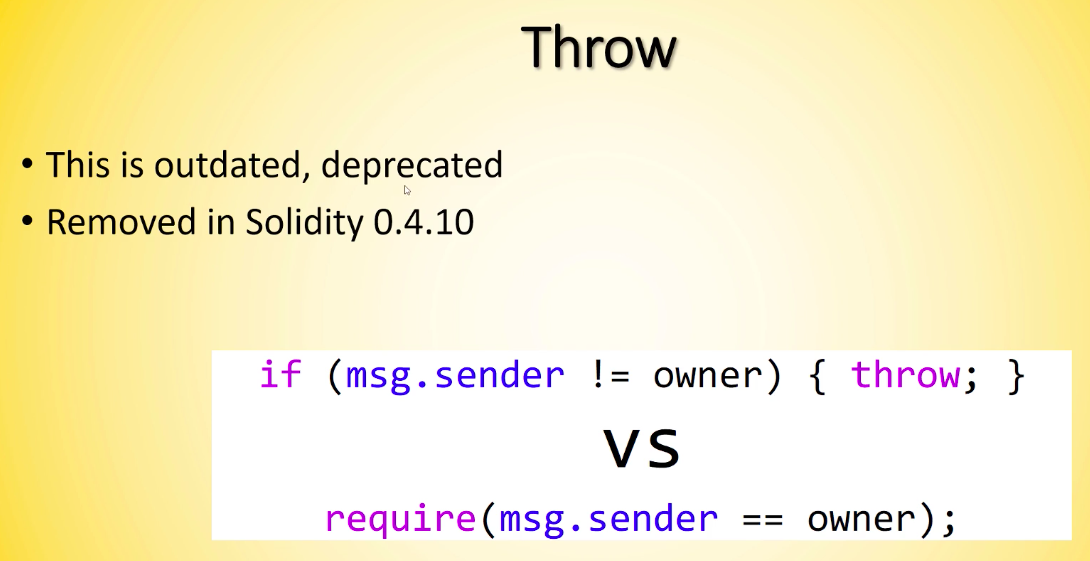 Throw
• This is outdated, deprecated
• Removed in Solidity 0.4.10
if (msg.sender != owner) { throw; }
vs
require(msg.sender == owner);